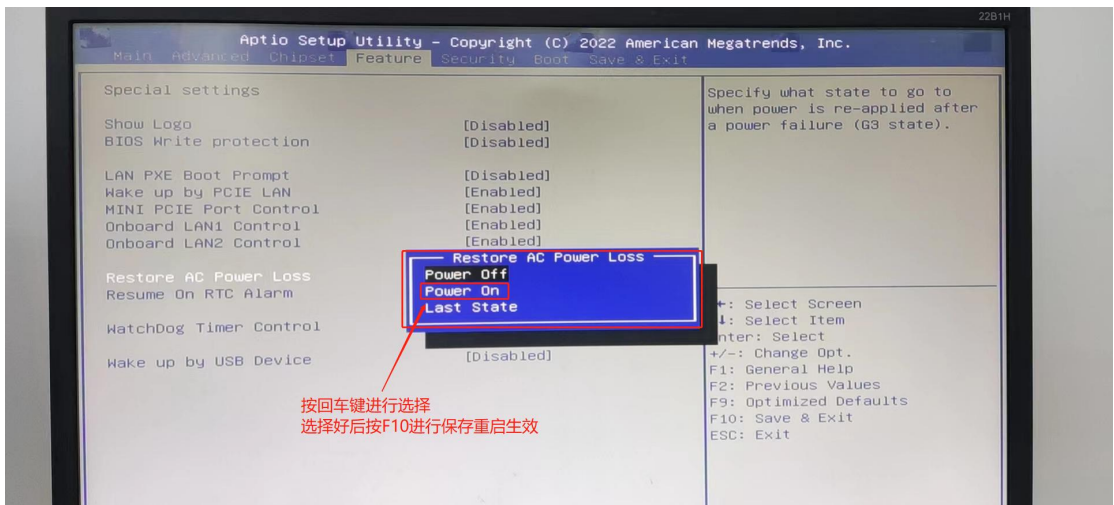 22B1H
Aptio Setup Utility – Copyright (C) 2022 American Megatrends, Inc.
Main Advanced Chipset Feature Security Boot Save & Exit
Special settings
Show Logo [Disabled]
BIOS Write protection [Disabled]
LAN PXE Boot Prompt [Disabled]
Wake up by PCIE LAN [Enabled]
MINI PCIE Port Control [Enabled]
Onboard LAN1 Control [Enabled]
Onboard LAN2 Control [Enabled]
Restore AC Power Loss
Resume On RTC Alarm
WatchDog Timer Control
Wake up by USB Device [Disabled]
Restore AC Power Loss
Power Off
Power On
Last State
按回车键进行选择
选择好后按F10进行保存重启生效
Specify what state to go to
when power is re-applied after
a power failure (G3 state).
: Select Screen
: Select Item
nter: Select
+/-: Change Opt.
F1: General Help
F2: Previous Values
F9: Optimized Defaults
F10: Save & Exit
ESC: Exit